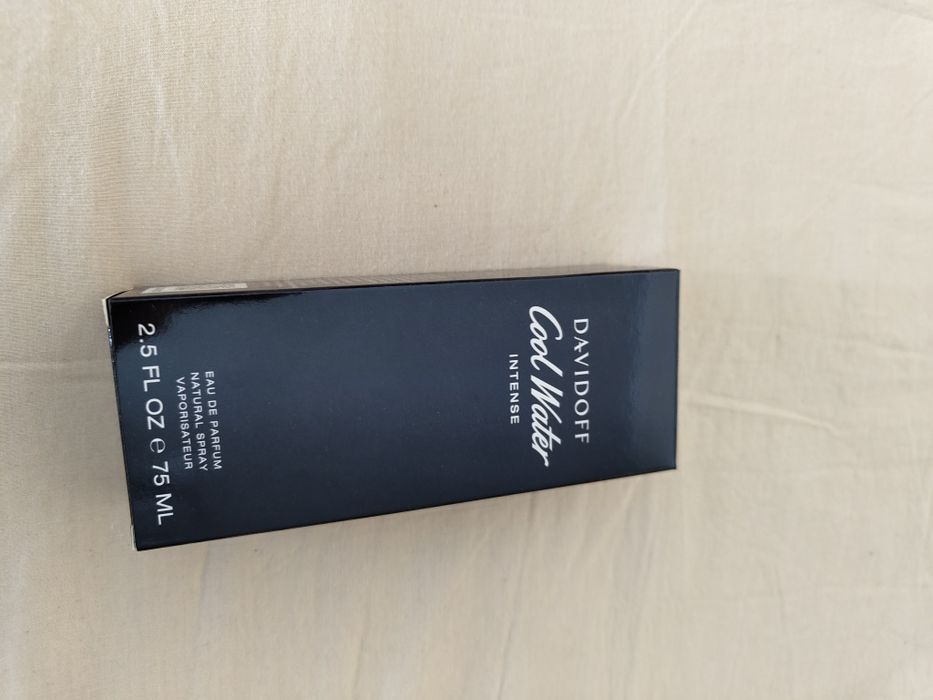 DAVIDOFF
Cool Water
INTENSE
EAU DE PARFUM
NATURAL SPRAY
VAPORISATEUR
2.5 FL OZ ℮ 75 ML